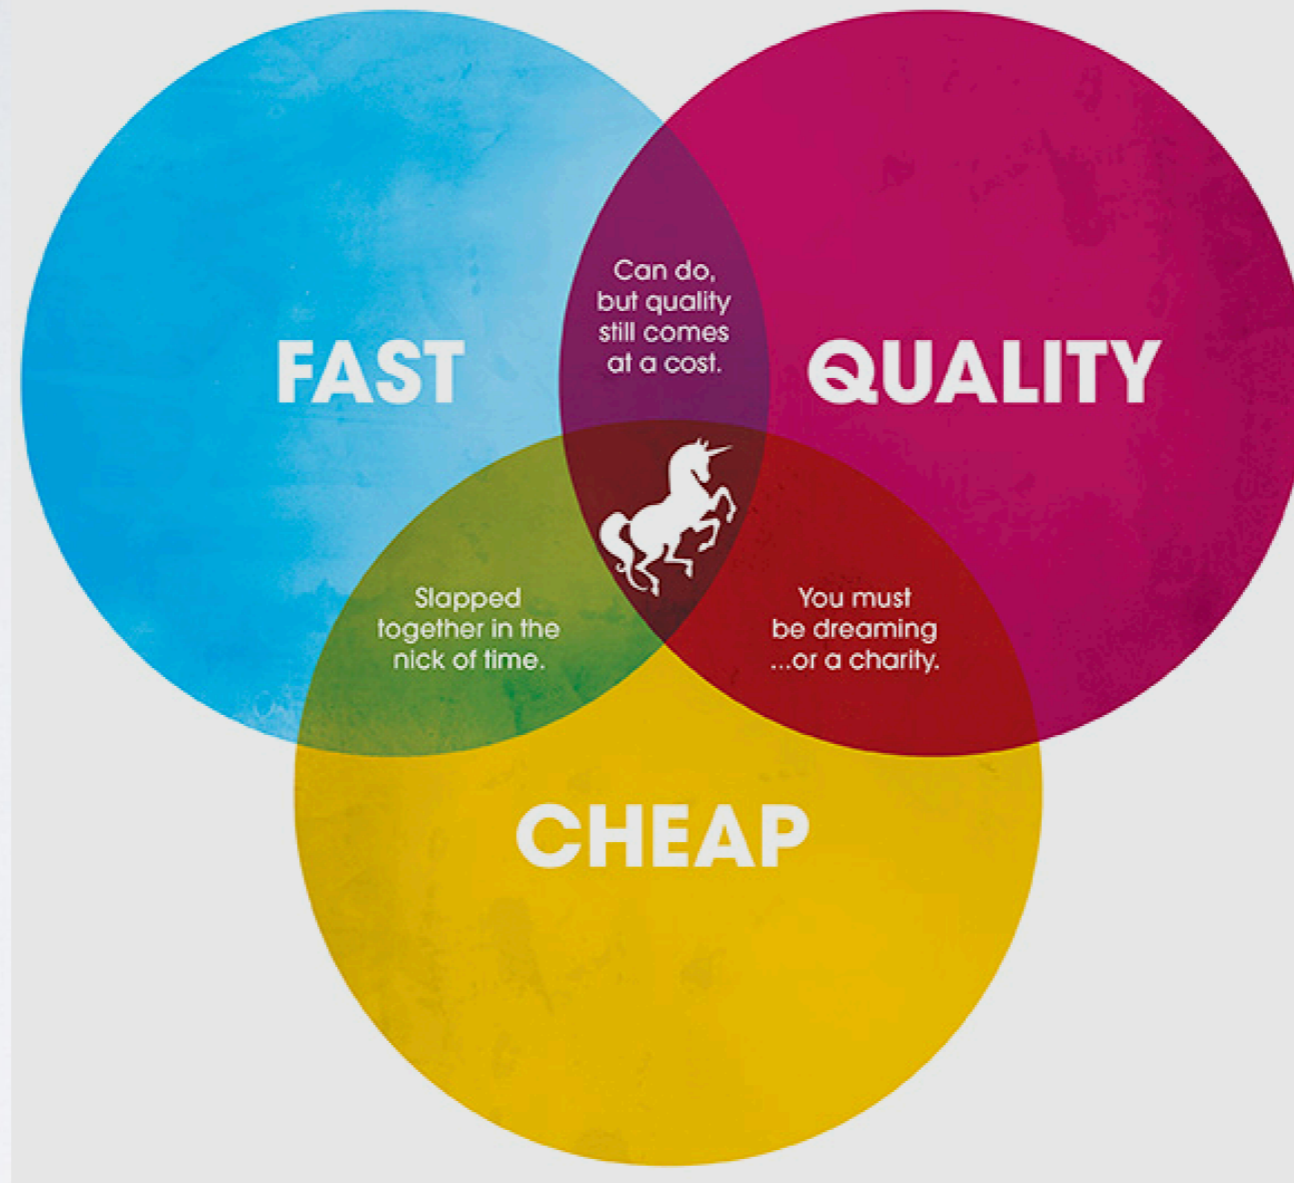 Can do,
but quality
still comes
at a cost.
FAST
QUALITY
Slapped
together in the
nick of time.
You must
be dreaming
...or a charity.
CHEAP